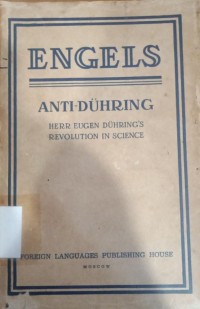 ENGELS
ANTI-DÜHRING
HERR EUGEN DÜHRING'S
REVOLUTION IN SCIENCE
FOREIGN LANGUAGES PUBLISHING HOUSE
MOSCOW